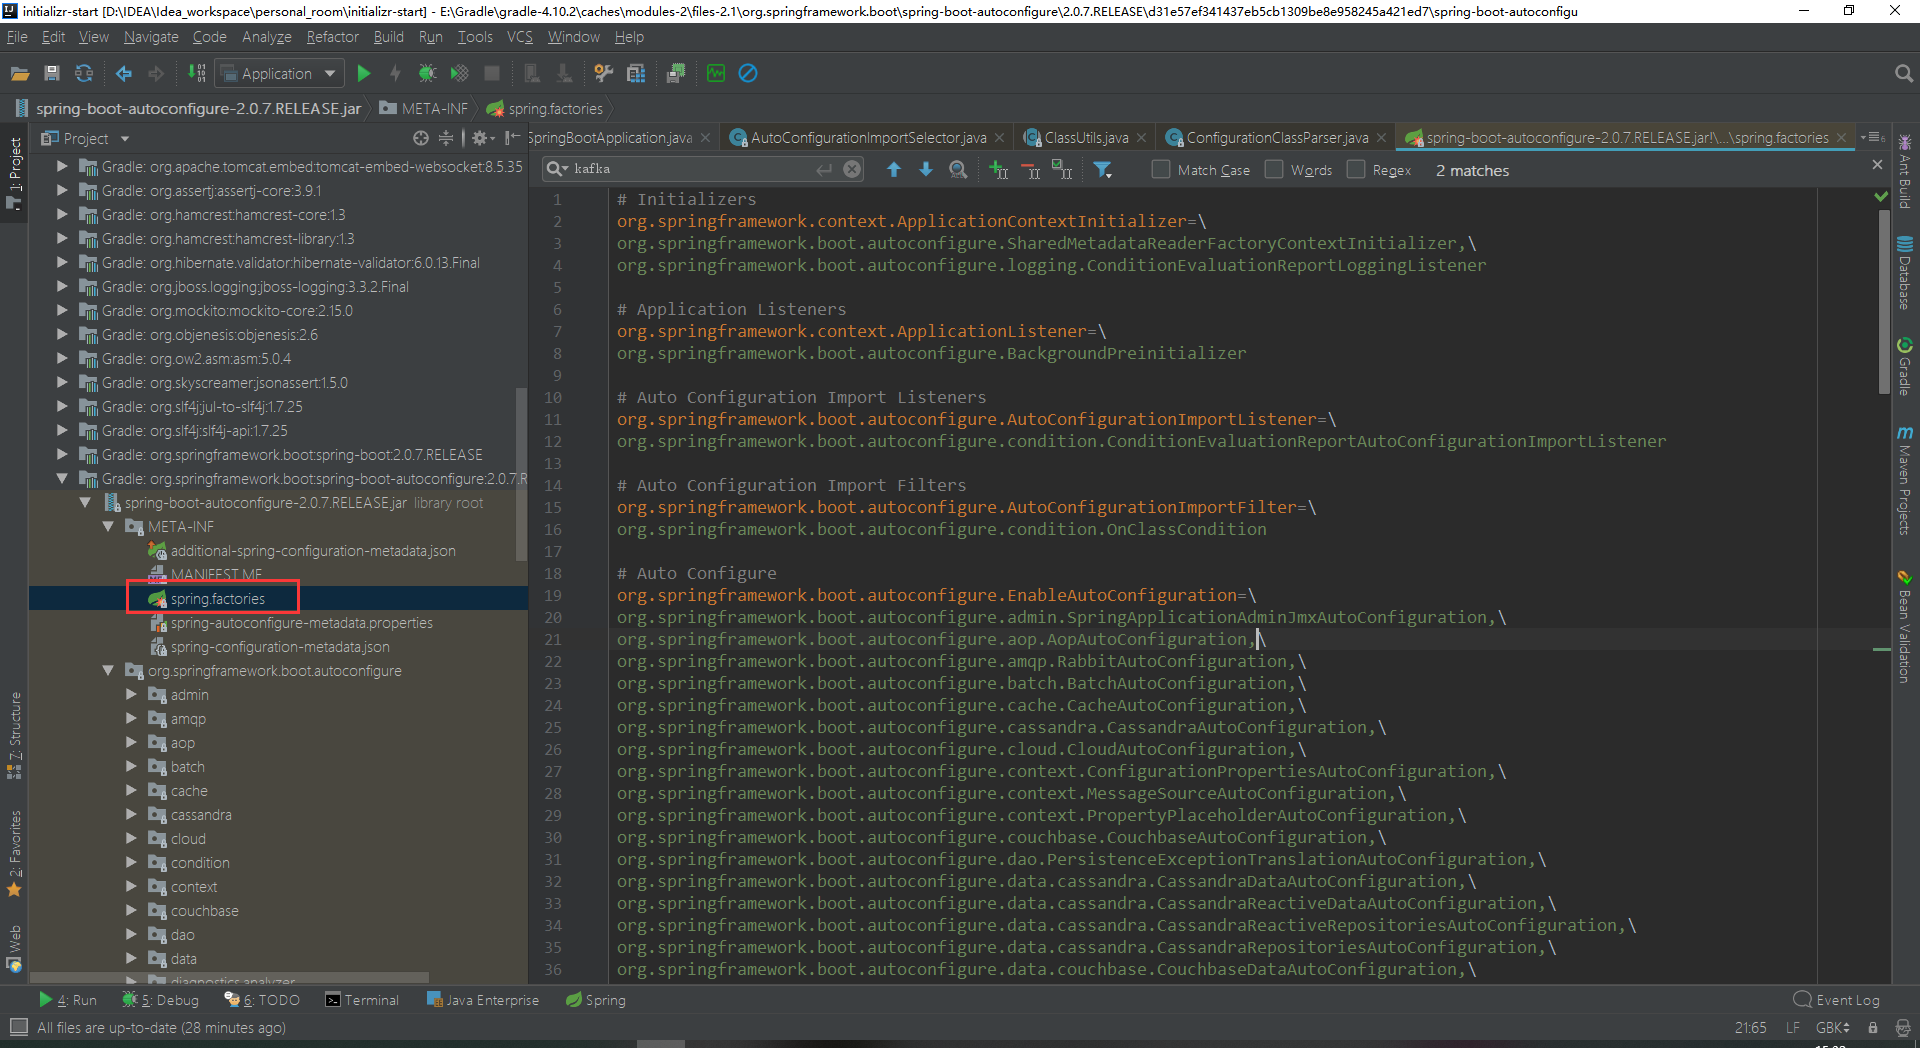 initializr-start [D:\IDEA\Idea_workspace\personal_room\initializr-start] - E:\Gradle\gradle-4.10.2\caches\modules-2\files-2.1\org.springframework.boot\spring-boot-autoconfigure\2.0.7.RELEASE\d31e57ef341437eb5cb1309be8e958245a421ed7\spring-boot-autoconfigu
File Edit View Navigate Code Analyze Refactor Build Run Tools VCS Window Help
Application
spring-boot-autoconfigure-2.0.7.RELEASE.jar META-INF spring.factories
Project
SpringBootApplication.java AutoConfigurationImportSelector.java ClassUtils.java ConfigurationClassParser.java spring-boot-autoconfigure-2.0.7.RELEASE.jar!\...\spring.factories
kafka Match Case Words Regex 2 matches
1: Project
Z: Structure
2: Favorites
Web
Gradle: org.apache.tomcat.embed:tomcat-embed-websocket:8.5.35
Gradle: org.assertj:assertj-core:3.9.1
Gradle: org.hamcrest:hamcrest-core:1.3
Gradle: org.hamcrest:hamcrest-library:1.3
Gradle: org.hibernate.validator:hibernate-validator:6.0.13.Final
Gradle: org.jboss.logging:jboss-logging:3.3.2.Final
Gradle: org.mockito:mockito-core:2.15.0
Gradle: org.objenesis:objenesis:2.6
Gradle: org.ow2.asm:asm:5.0.4
Gradle: org.skyscreamer:jsonassert:1.5.0
Gradle: org.slf4j:jul-to-slf4j:1.7.25
Gradle: org.slf4j:slf4j-api:1.7.25
Gradle: org.springframework.boot:spring-boot:2.0.7.RELEASE
Gradle: org.springframework.boot:spring-boot-autoconfigure:2.0.7.R
spring-boot-autoconfigure-2.0.7.RELEASE.jar library root
META-INF
additional-spring-configuration-metadata.json
MANIFEST.MF
spring.factories
spring-autoconfigure-metadata.properties
spring-configuration-metadata.json
org.springframework.boot.autoconfigure
admin
amqp
aop
batch
cache
cassandra
cloud
condition
context
couchbase
dao
data
diagnostics.analyzer
1 # Initializers
2 org.springframework.context.ApplicationContextInitializer=\
3 org.springframework.boot.autoconfigure.SharedMetadataReaderFactoryContextInitializer,\
4 org.springframework.boot.autoconfigure.logging.ConditionEvaluationReportLoggingListener
5
6 # Application Listeners
7 org.springframework.context.ApplicationListener=\
8 org.springframework.boot.autoconfigure.BackgroundPreinitializer
9
10 # Auto Configuration Import Listeners
11 org.springframework.boot.autoconfigure.AutoConfigurationImportListener=\
12 org.springframework.boot.autoconfigure.condition.ConditionEvaluationReportAutoConfigurationImportListener
13
14 # Auto Configuration Import Filters
15 org.springframework.boot.autoconfigure.AutoConfigurationImportFilter=\
16 org.springframework.boot.autoconfigure.condition.OnClassCondition
17
18 # Auto Configure
19 org.springframework.boot.autoconfigure.EnableAutoConfiguration=\
20 org.springframework.boot.autoconfigure.admin.SpringApplicationAdminJmxAutoConfiguration,\
21 org.springframework.boot.autoconfigure.aop.AopAutoConfiguration,\
22 org.springframework.boot.autoconfigure.amqp.RabbitAutoConfiguration,\
23 org.springframework.boot.autoconfigure.batch.BatchAutoConfiguration,\
24 org.springframework.boot.autoconfigure.cache.CacheAutoConfiguration,\
25 org.springframework.boot.autoconfigure.cassandra.CassandraAutoConfiguration,\
26 org.springframework.boot.autoconfigure.cloud.CloudAutoConfiguration,\
27 org.springframework.boot.autoconfigure.context.ConfigurationPropertiesAutoConfiguration,\
28 org.springframework.boot.autoconfigure.context.MessageSourceAutoConfiguration,\
29 org.springframework.boot.autoconfigure.context.PropertyPlaceholderAutoConfiguration,\
30 org.springframework.boot.autoconfigure.couchbase.CouchbaseAutoConfiguration,\
31 org.springframework.boot.autoconfigure.dao.PersistenceExceptionTranslationAutoConfiguration,\
32 org.springframework.boot.autoconfigure.data.cassandra.CassandraDataAutoConfiguration,\
33 org.springframework.boot.autoconfigure.data.cassandra.CassandraReactiveDataAutoConfiguration,\
34 org.springframework.boot.autoconfigure.data.cassandra.CassandraReactiveRepositoriesAutoConfiguration,\
35 org.springframework.boot.autoconfigure.data.cassandra.CassandraRepositoriesAutoConfiguration,\
36 org.springframework.boot.autoconfigure.data.couchbase.CouchbaseDataAutoConfiguration,\
Ant Build
Database
Gradle
Maven Projects
Bean Validation
4: Run 5: Debug 6: TODO Terminal Java Enterprise Spring Event Log
All files are up-to-date (28 minutes ago) 21:65 LF GBK